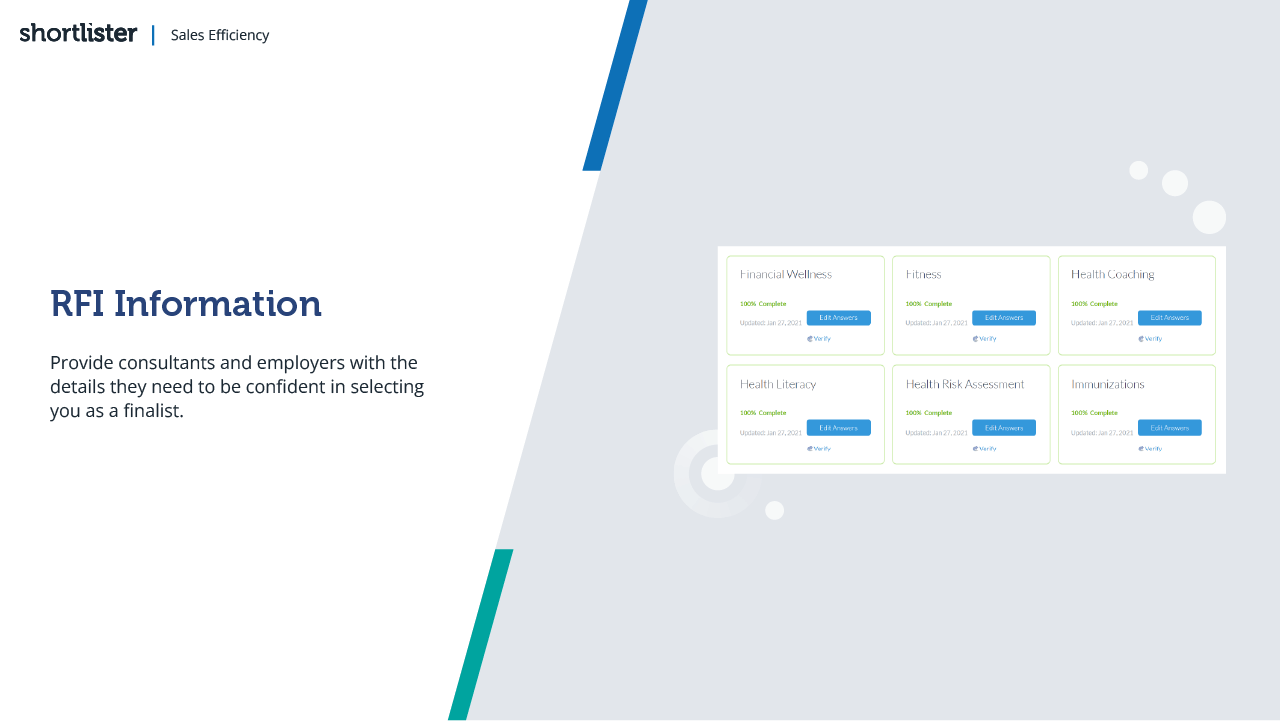 shortlister | Sales Efficiency
RFI Information
Provide consultants and employers with the
details they need to be confident in selecting
you as a finalist.
Financial Wellness
100% Complete
Updated: Jan 27, 2021
Edit Answers
Verify
Fitness
100% Complete
Updated: Jan 27, 2021
Edit Answers
Verify
Health Coaching
100% Complete
Updated: Jan 27, 2021
Edit Answers
Verify
Health Literacy
100% Complete
Updated: Jan 27, 2021
Edit Answers
Verify
Health Risk Assessment
100% Complete
Updated: Jan 27, 2021
Edit Answers
Verify
Immunizations
100% Complete
Updated: Jan 27, 2021
Edit Answers
Verify